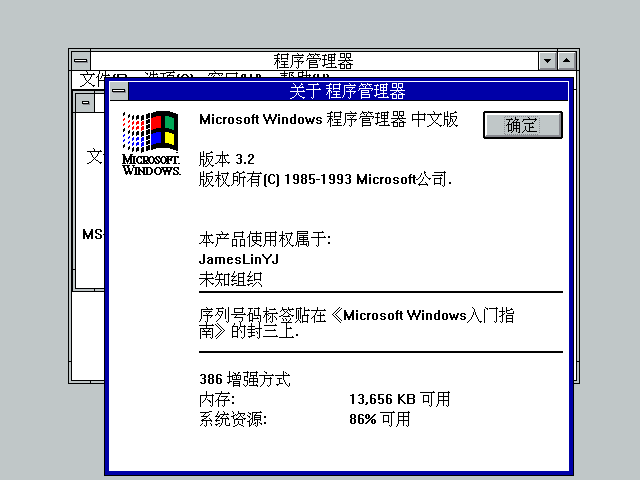 程序管理器
关于 程序管理器
Microsoft Windows 程序管理器 中文版
确定
MICROSOFT.
WINDOWS.
版本 3.2
版权所有(C) 1985-1993 Microsoft公司.
文
MS-
本产品使用权属于:
JamesLinYJ
未知组织
序列号码标签贴在《Microsoft Windows入门指
南》的封三上.
386 增强方式
内存: 13,656 KB 可用
系统资源: 86% 可用